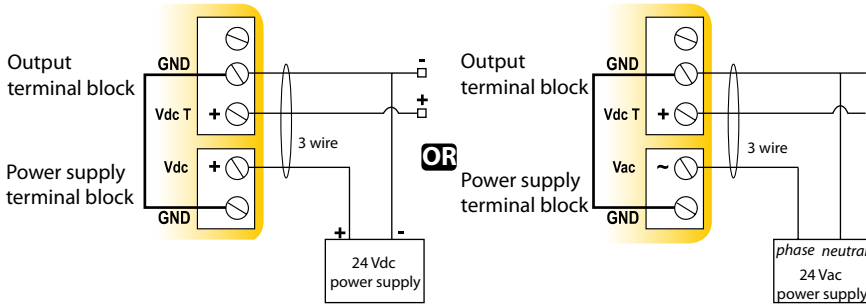 Output
terminal block
GND
Vdc T
+
-
+
3 wire
Power supply
terminal block
Vdc
+
GND
+ -
24 Vdc
power supply
OR
Output
terminal block
GND
Vdc T
+
3 wire
Power supply
terminal block
Vac
~
GND
phase neutral
24 Vac
power supply